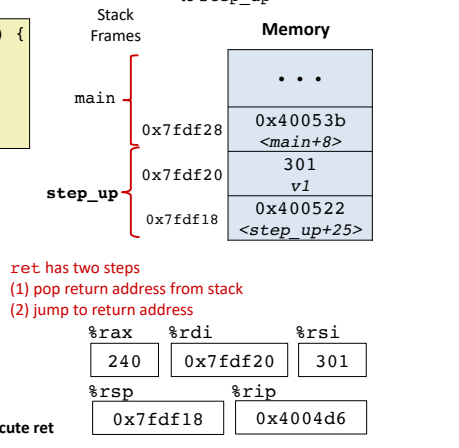 to step_up
) {
Stack
Frames
Memory
• • •
main
0x7fdf28
0x40053b
<main+8>
0x7fdf20
301
v1
step_up
0x7fdf18
0x400522
<step_up+25>
ret has two steps
(1) pop return address from stack
(2) jump to return address
%rax %rdi %rsi
240 0x7fdf20 301
%rsp %rip
0x7fdf18 0x4004d6
cute ret